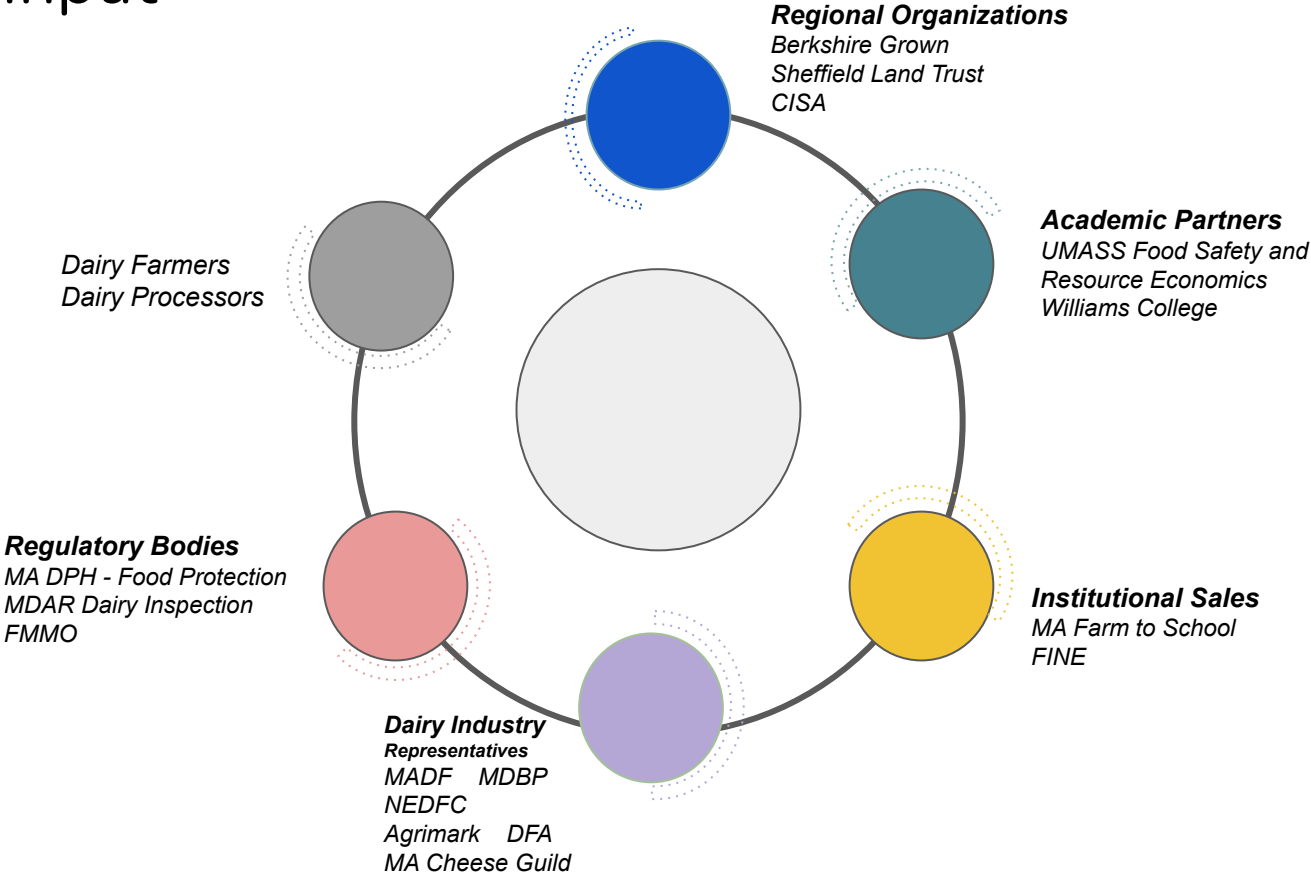 Input
Regional Organizations
Berkshire Grown
Sheffield Land Trust
CISA
Academic Partners
UMASS Food Safety and
Resource Economics
Williams College
Dairy Farmers
Dairy Processors
Regulatory Bodies
MA DPH - Food Protection
MDAR Dairy Inspection
FMMO
Institutional Sales
MA Farm to School
FINE
Dairy Industry
Representatives
MADF MDBP
NEDFC
Agrimark DFA
MA Cheese Guild